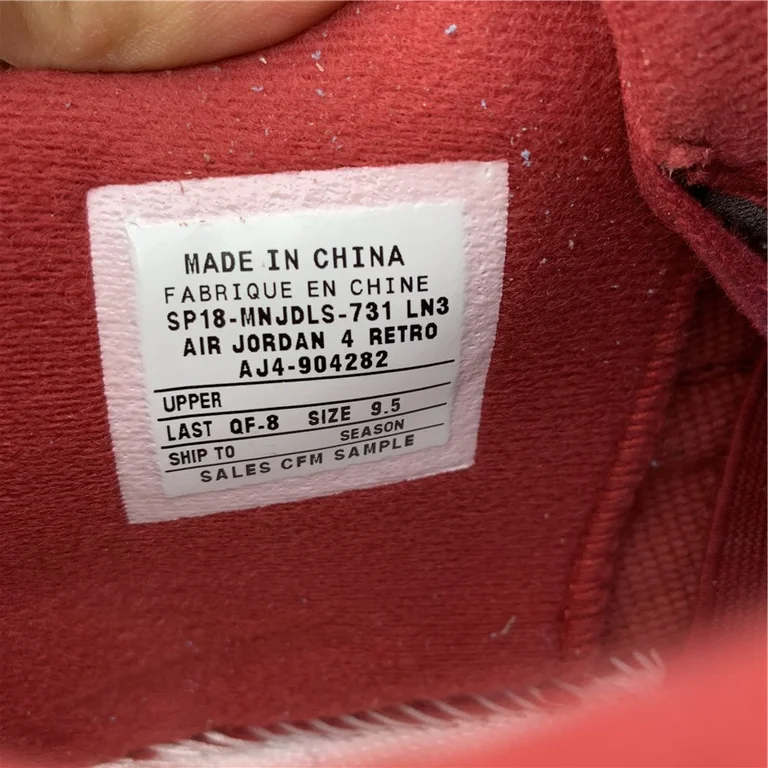 MADE IN CHINA
FABRIQUE EN CHINE
SP18-MNJDLS-731 LN3
AIR JORDAN 4 RETRO
AJ4-904282
UPPER
LAST QF-8 SIZE 9.5
SHIP TO SEASON
SALES CFM SAMPLE